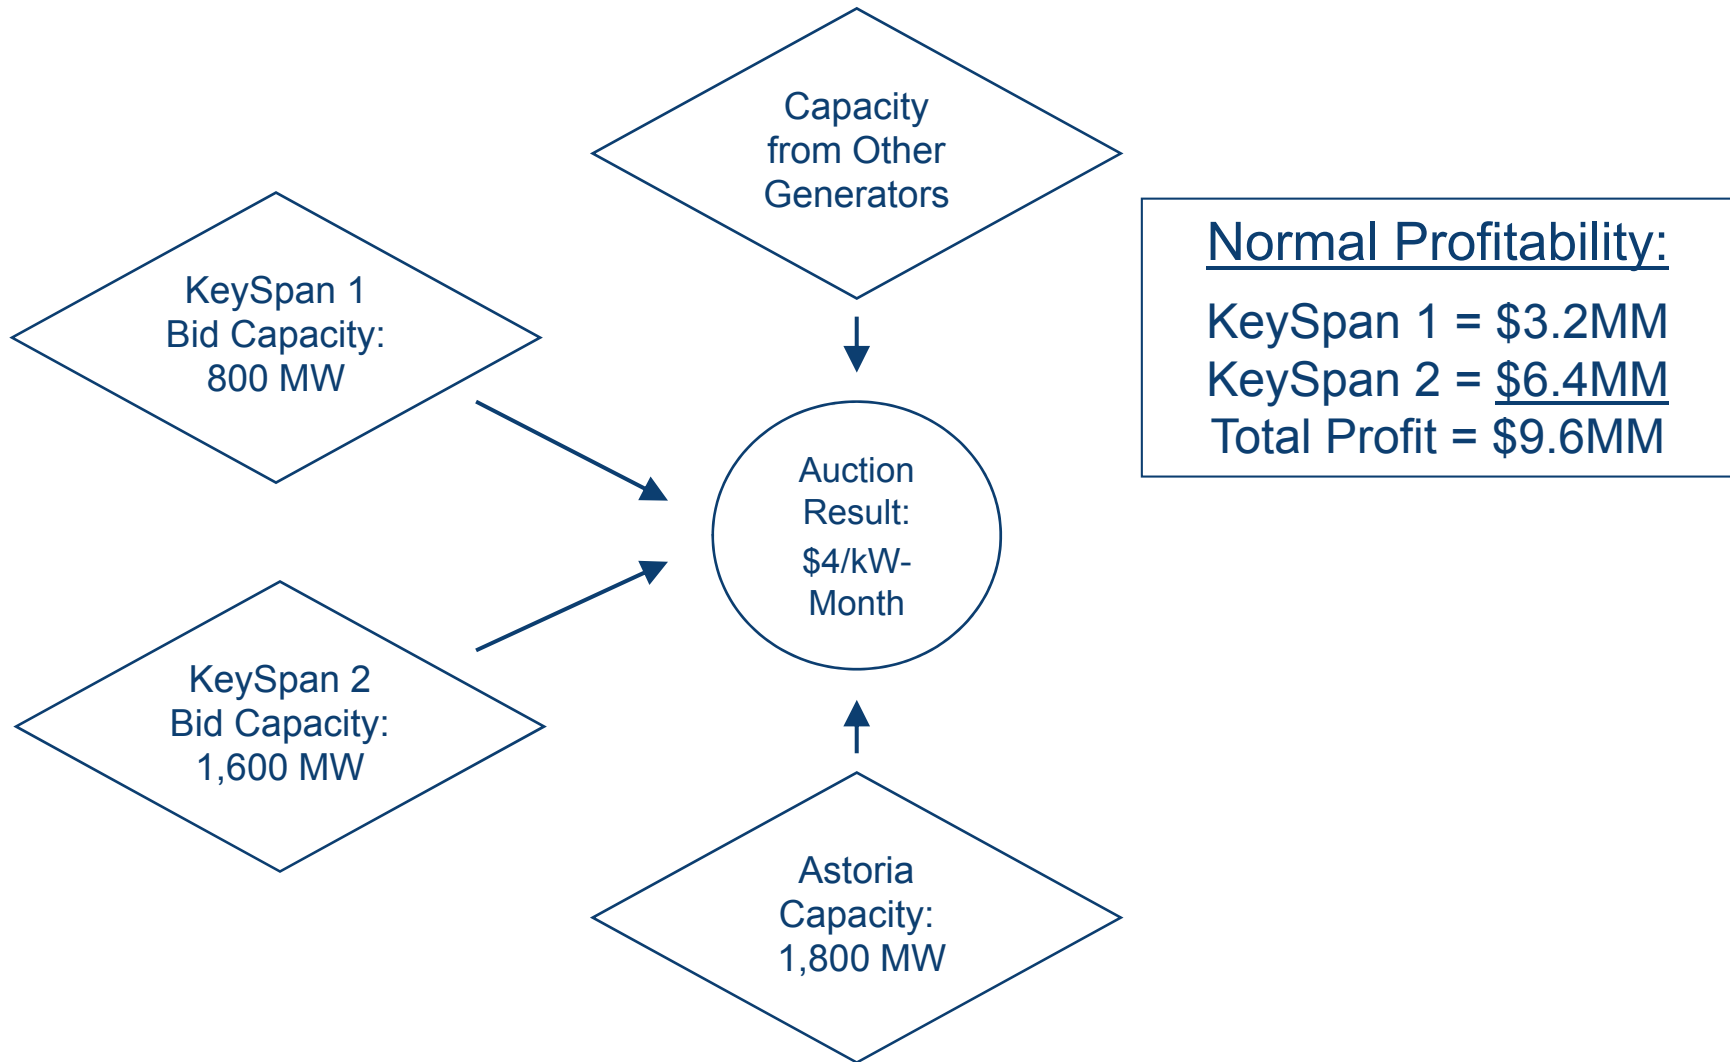 Capacity
from Other
Generators
KeySpan 1
Bid Capacity:
800 MW
Normal Profitability:
KeySpan 1 = $3.2MM
KeySpan 2 = $6.4MM
Total Profit = $9.6MM
Auction
Result:
$4/kW-
Month
KeySpan 2
Bid Capacity:
1,600 MW
Astoria
Capacity:
1,800 MW